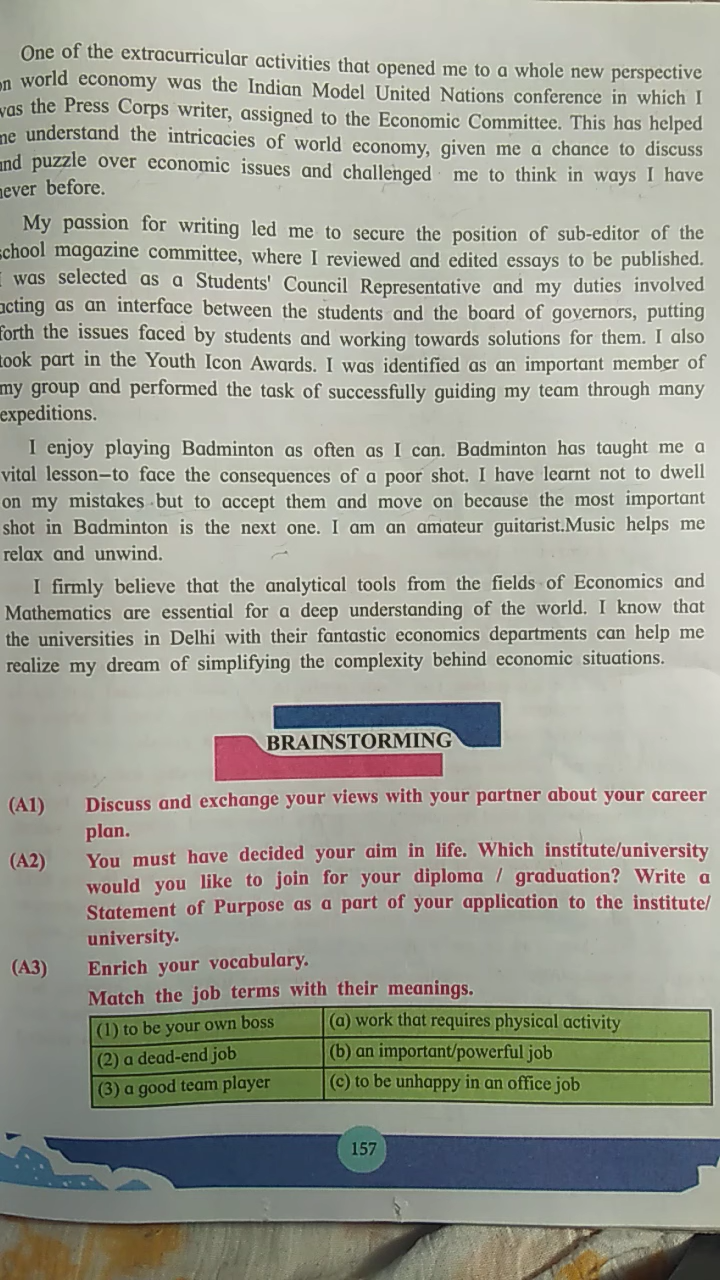 One of the extracurricular activities that opened me to a whole new perspective
on world economy was the Indian Model United Nations conference in which I
was the Press Corps writer, assigned to the Economic Committee. This has helped
me understand the intricacies of world economy, given me a chance to discuss
and puzzle over economic issues and challenged me to think in ways I have
never before.
My passion for writing led me to secure the position of sub-editor of the
school magazine committee, where I reviewed and edited essays to be published.
I was selected as a Students' Council Representative and my duties involved
acting as an interface between the students and the board of governors, putting
forth the issues faced by students and working towards solutions for them. I also
took part in the Youth Icon Awards. I was identified as an important member of
my group and performed the task of successfully guiding my team through many
expeditions.
I enjoy playing Badminton as often as I can. Badminton has taught me a
vital lesson–to face the consequences of a poor shot. I have learnt not to dwell
on my mistakes but to accept them and move on because the most important
shot in Badminton is the next one. I am an amateur guitarist.Music helps me
relax and unwind.
I firmly believe that the analytical tools from the fields of Economics and
Mathematics are essential for a deep understanding of the world. I know that
the universities in Delhi with their fantastic economics departments can help me
realize my dream of simplifying the complexity behind economic situations.
BRAINSTORMING
(A1) Discuss and exchange your views with your partner about your career
plan.
(A2) You must have decided your aim in life. Which institute/university
would you like to join for your diploma / graduation? Write a
Statement of Purpose as a part of your application to the institute/
university.
(A3) Enrich your vocabulary.
Match the job terms with their meanings.
(1) to be your own boss (a) work that requires physical activity
(2) a dead-end job (b) an important/powerful job
(3) a good team player (c) to be unhappy in an office job
157